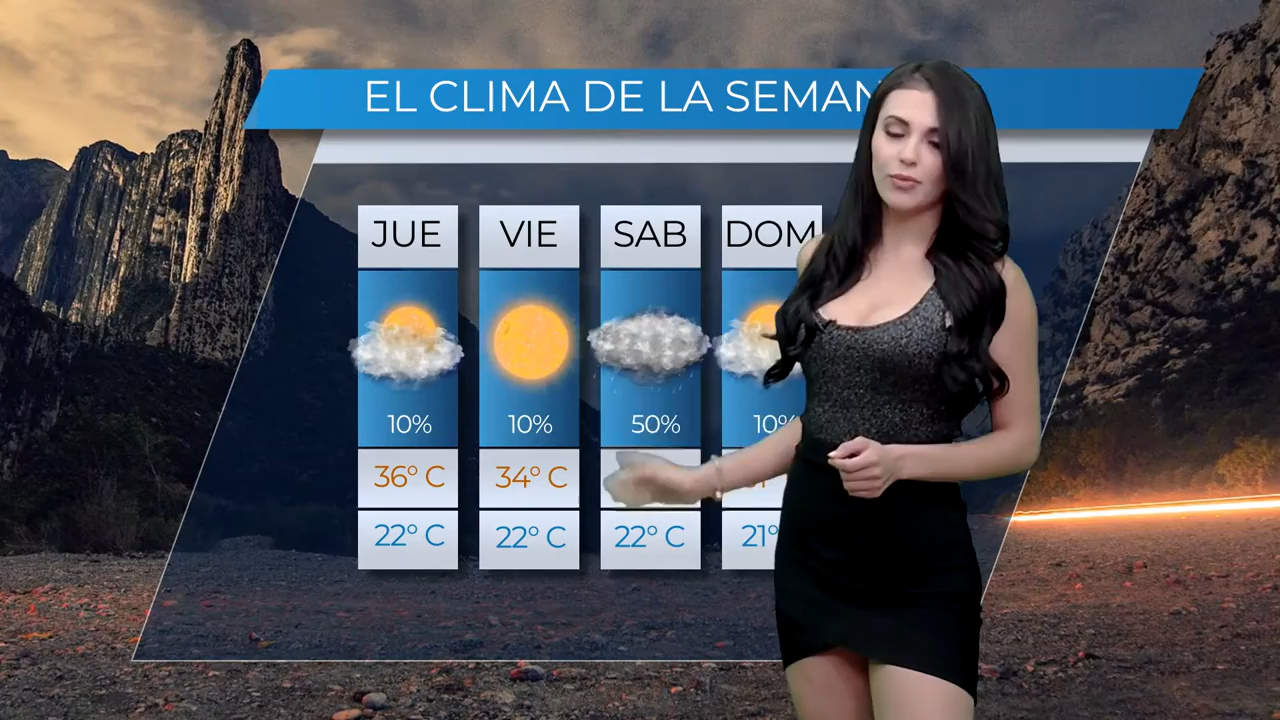 EL CLIMA DE LA SEMAN
JUE VIE SAB DOM
10% 10% 50% 10%
36° C 34° C
22° C 22° C 22° C 21°